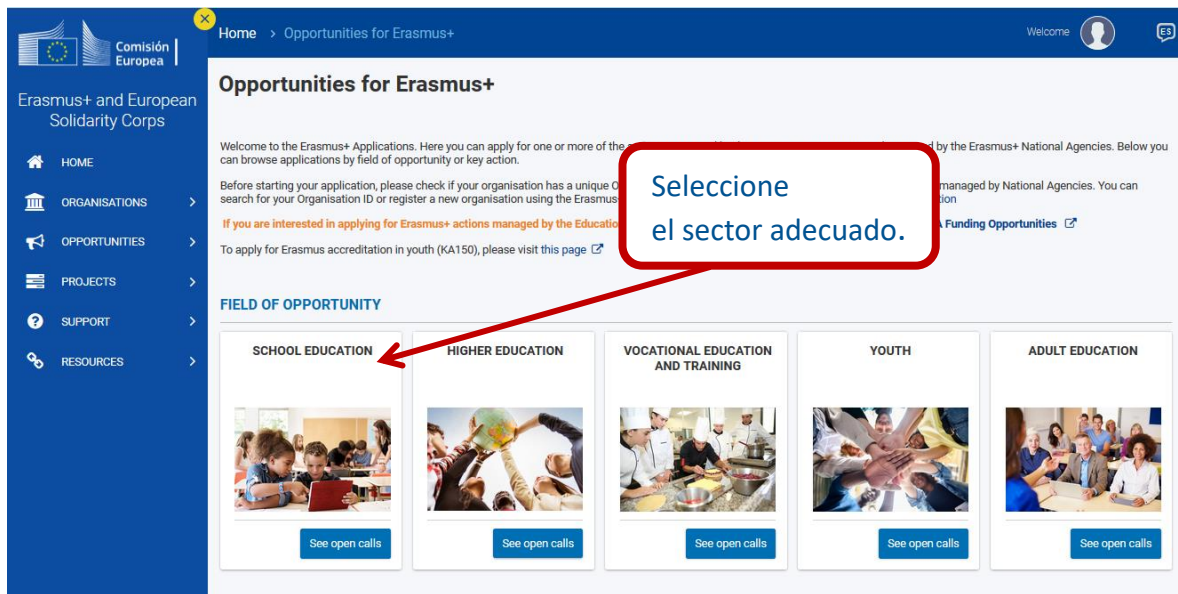 Comisión
Europea
Erasmus+ and European
Solidarity Corps
HOME
ORGANISATIONS
OPPORTUNITIES
PROJECTS
SUPPORT
RESOURCES
Home > Opportunities for Erasmus+
Welcome
ES
Opportunities for Erasmus+
Welcome to the Erasmus+ Applications. Here you can apply for one or more of the by the Erasmus+ National Agencies. Below you
can browse applications by field of opportunity or key action.
Before starting your application, please check if your organisation has a unique O managed by National Agencies. You can
search for your Organisation ID or register a new organisation using the Erasmus
If you are interested in applying for Erasmus+ actions managed by the Educatio A Funding Opportunities
To apply for Erasmus accreditation in youth (KA150), please visit this page
Seleccione
el sector adecuado.
FIELD OF OPPORTUNITY
SCHOOL EDUCATION
See open calls
HIGHER EDUCATION
See open calls
VOCATIONAL EDUCATION
AND TRAINING
See open calls
YOUTH
See open calls
ADULT EDUCATION
See open calls